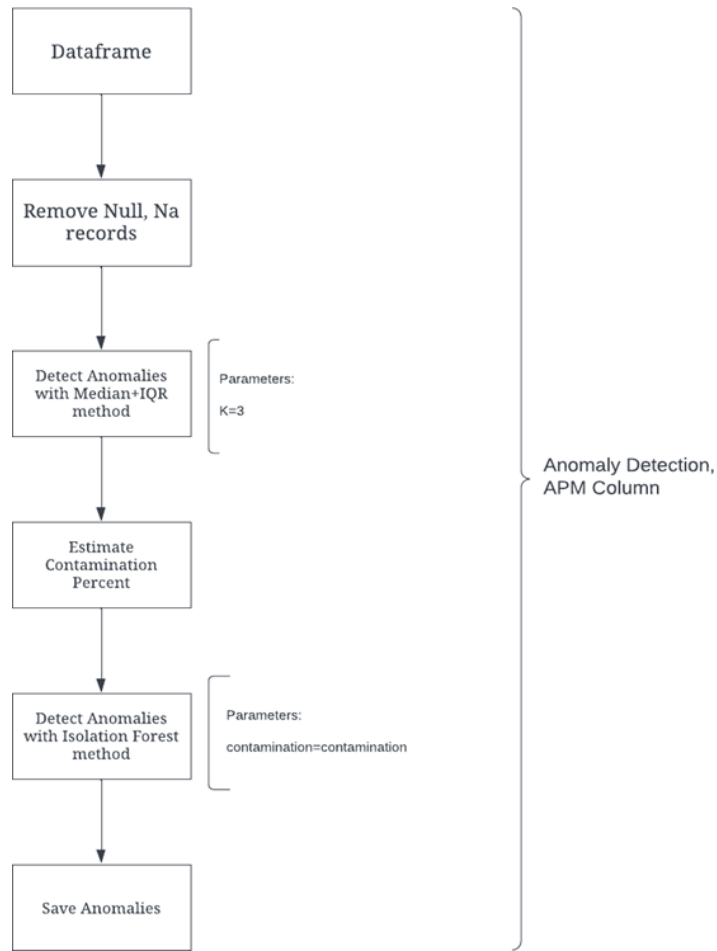 Dataframe
Remove Null, Na
records
Detect Anomalies
with Median+IQR
method
Parameters:
K=3
Estimate
Contamination
Percent
Anomaly Detection,
APM Column
Detect Anomalies
with Isolation Forest
method
Parameters:
contamination=contamination
Save Anomalies